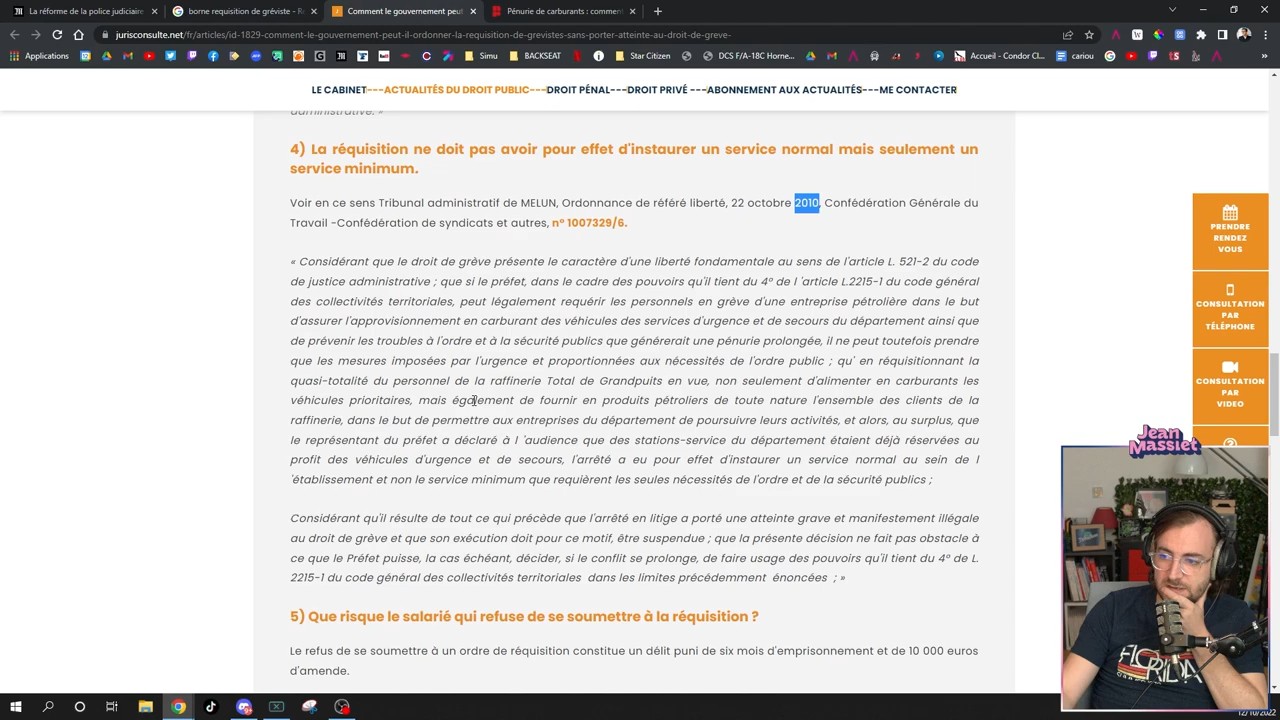 La réforme de la police judiciaire
borne requisition de gréviste - Ro
Comment le gouvernement peut
Pénurie de carburants : comment
jurisconsulte.net/fr/articles/id-1829-comment-le-gouvernement-peut-il-ordonner-la-requisition-de-grevistes-sans-porter-atteinte-au-droit-de-greve-
Applications
Simu
BACKSEAT
Star Citizen
DCS F/A-18C Horne...
Accueil - Condor Cl...
cariou
LE CABINET---ACTUALITÉS DU DROIT PUBLIC---DROIT PÉNAL---DROIT PRIVÉ ---ABONNEMENT AUX ACTUALITÉS---ME CONTACTER
administrative. »
4) La réquisition ne doit pas avoir pour effet d'instaurer un service normal mais seulement un
service minimum.
Voir en ce sens Tribunal administratif de MELUN, Ordonnance de référé liberté, 22 octobre 2010, Confédération Générale du
Travail -Confédération de syndicats et autres, n° 1007329/6.
« Considérant que le droit de grève présente le caractère d'une liberté fondamentale au sens de l'article L. 521-2 du code
de justice administrative ; que si le préfet, dans le cadre des pouvoirs qu'il tient du 4° de l 'article L.2215-1 du code général
des collectivités territoriales, peut légalement requérir les personnels en grève d'une entreprise pétrolière dans le but
d'assurer l'approvisionnement en carburant des véhicules des services d'urgence et de secours du département ainsi que
de prévenir les troubles à l'ordre et à la sécurité publics que générerait une pénurie prolongée, il ne peut toutefois prendre
que les mesures imposées par l'urgence et proportionnées aux nécessités de l'ordre public ; qu' en réquisitionnant la
quasi-totalité du personnel de la raffinerie Total de Grandpuits en vue, non seulement d'alimenter en carburants les
véhicules prioritaires, mais également de fournir en produits pétroliers de toute nature l'ensemble des clients de la
raffinerie, dans le but de permettre aux entreprises du département de poursuivre leurs activités, et alors, au surplus, que
le représentant du préfet a déclaré à l 'audience que des stations-service du département étaient déjà réservées au
profit des véhicules d'urgence et de secours, l'arrêté a eu pour effet d'instaurer un service normal au sein de l
'établissement et non le service minimum que requièrent les seules nécessités de l'ordre et de la sécurité publics ;
Considérant qu'il résulte de tout ce qui précède que l'arrêté en litige a porté une atteinte grave et manifestement illégale
au droit de grève et que son exécution doit pour ce motif, être suspendue ; que la présente décision ne fait pas obstacle à
ce que le Préfet puisse, la cas échéant, décider, si le conflit se prolonge, de faire usage des pouvoirs qu'il tient du 4° de L.
2215-1 du code général des collectivités territoriales dans les limites précédemment énoncées ; »
5) Que risque le salarié qui refuse de se soumettre à la réquisition ?
Le refus de se soumettre à un ordre de réquisition constitue un délit puni de six mois d'emprisonnement et de 10 000 euros
d'amende.
PRENDRE
RENDEZ
VOUS
CONSULTATION
PAR
TÉLÉPHONE
CONSULTATION
PAR
VIDEO
Jean
Massiet
FLORIDA
12/10/2022